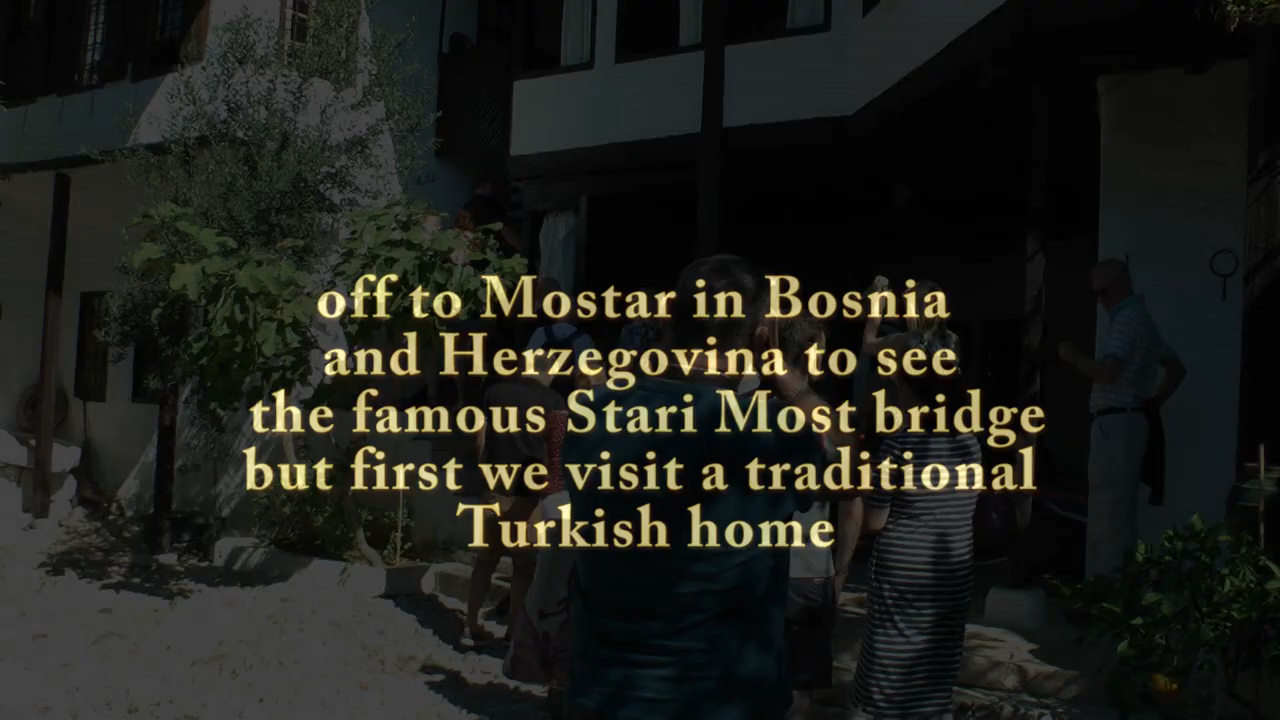 off to Mostar in Bosnia
and Herzegovina to see
the famous Stari Most bridge
but first we visit a traditional
Turkish home